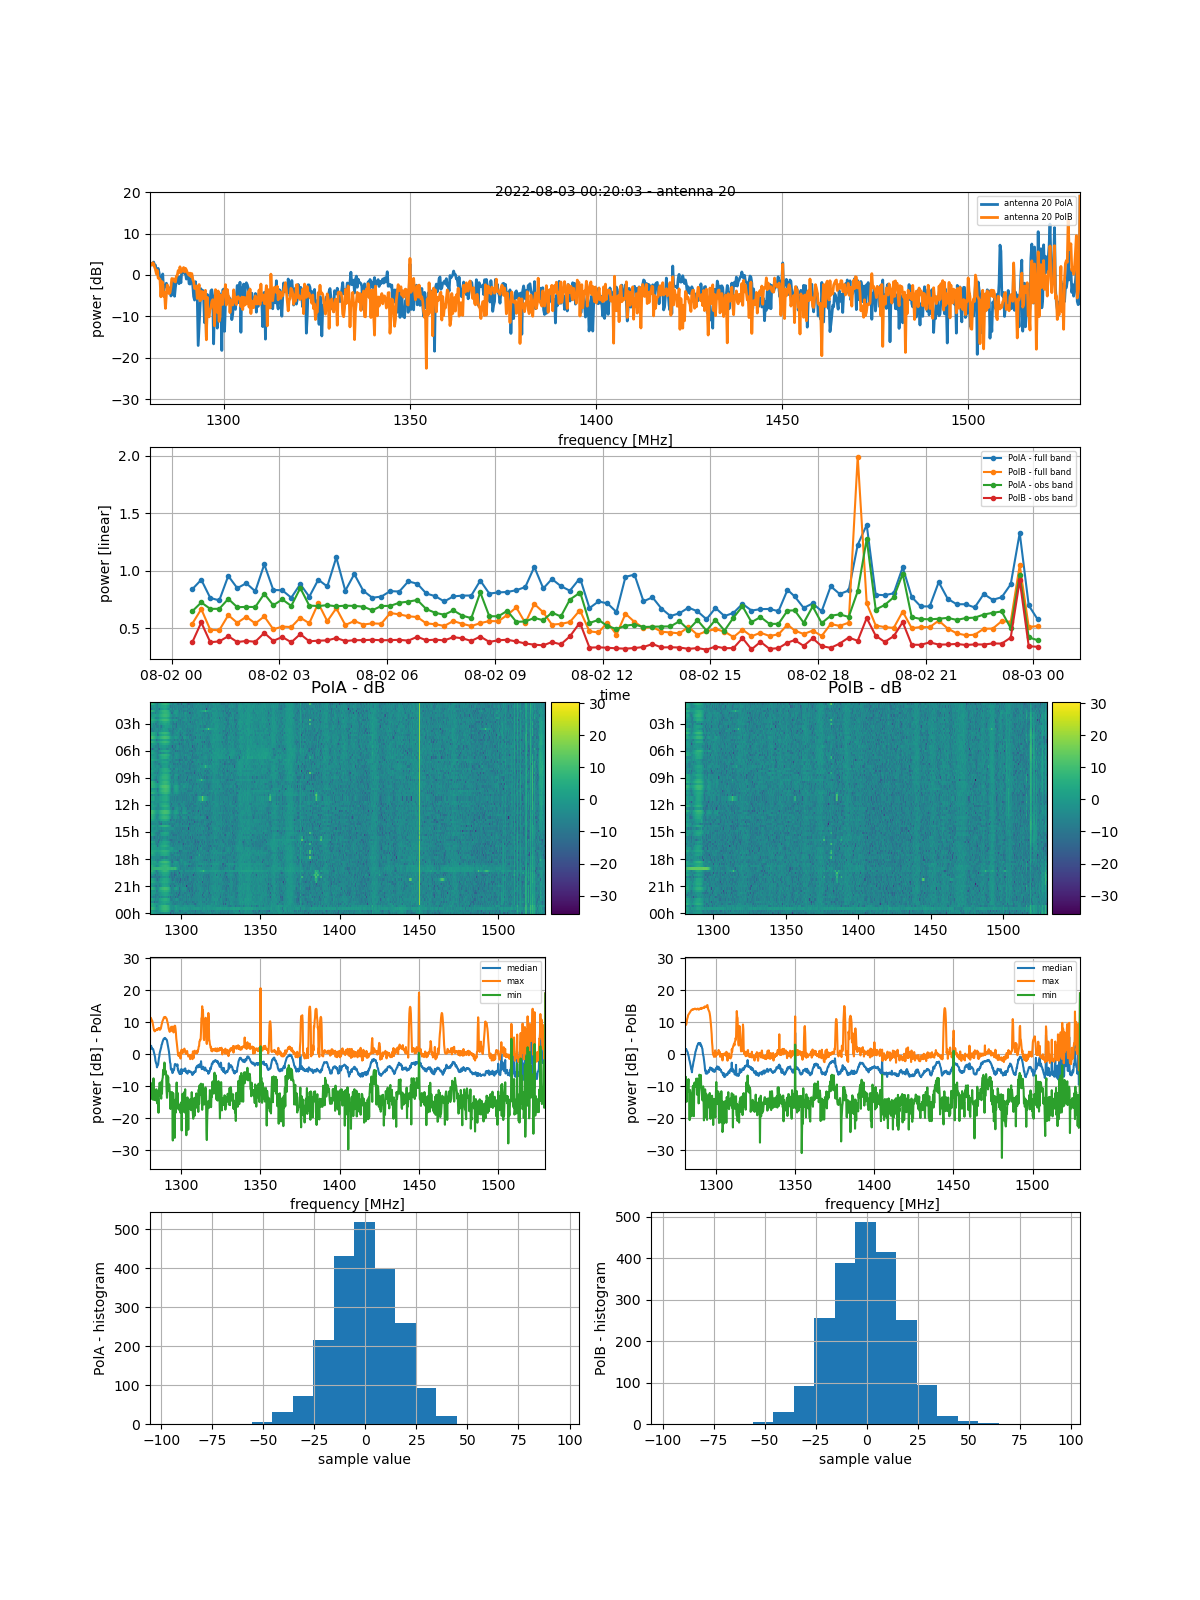 2022-08-03 00:20:03 - antenna 20
20
10
0
−10
−20
−30
power [dB]
antenna 20 PolA
antenna 20 PolB
1300 1350 1400 1450 1500
frequency [MHz]
2.0
1.5
1.0
0.5
power [linear]
PolA - full band
PolB - full band
PolA - obs band
PolB - obs band
08-02 00 08-02 03 08-02 06 08-02 09 08-02 12 08-02 15 08-02 18 08-02 21 08-03 00
time
PolA - dB
03h
06h
09h
12h
15h
18h
21h
00h
1300 1350 1400 1450 1500
30
20
10
0
−10
−20
−30
PolB - dB
03h
06h
09h
12h
15h
18h
21h
00h
1300 1350 1400 1450 1500
30
20
10
0
−10
−20
−30
30
20
10
0
−10
−20
−30
power [dB] - PolA
median
max
min
1300 1350 1400 1450 1500
frequency [MHz]
30
20
10
0
−10
−20
−30
power [dB] - PolB
median
max
min
1300 1350 1400 1450 1500
frequency [MHz]
500
400
300
200
100
0
PolA - histogram
−100 −75 −50 −25 0 25 50 75 100
sample value
500
400
300
200
100
0
PolB - histogram
−100 −75 −50 −25 0 25 50 75 100
sample value